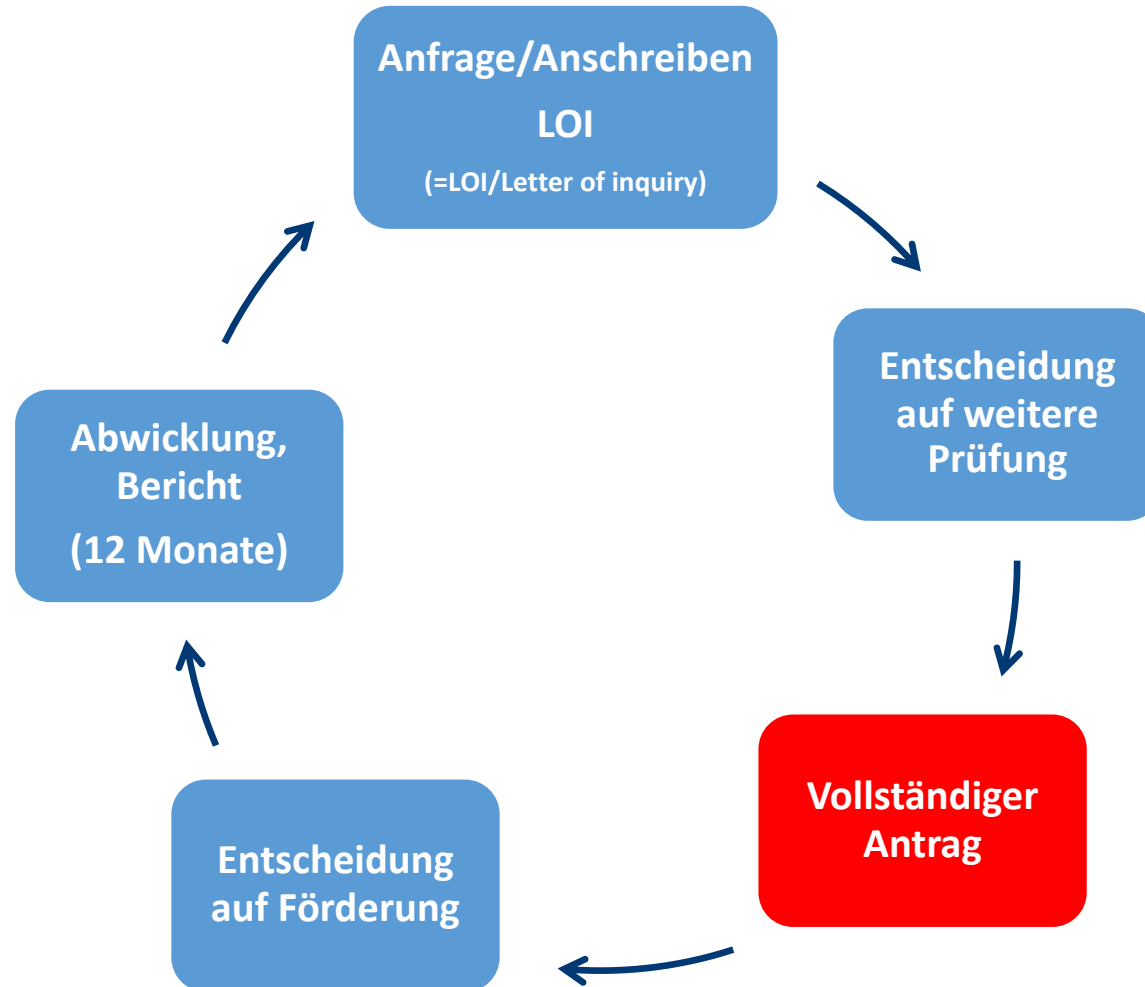 Anfrage/Anschreiben
LOI
(=LOI/Letter of inquiry)
Entscheidung
auf weitere
Prüfung
Vollständiger
Antrag
Entscheidung
auf Förderung
Abwicklung,
Bericht
(12 Monate)